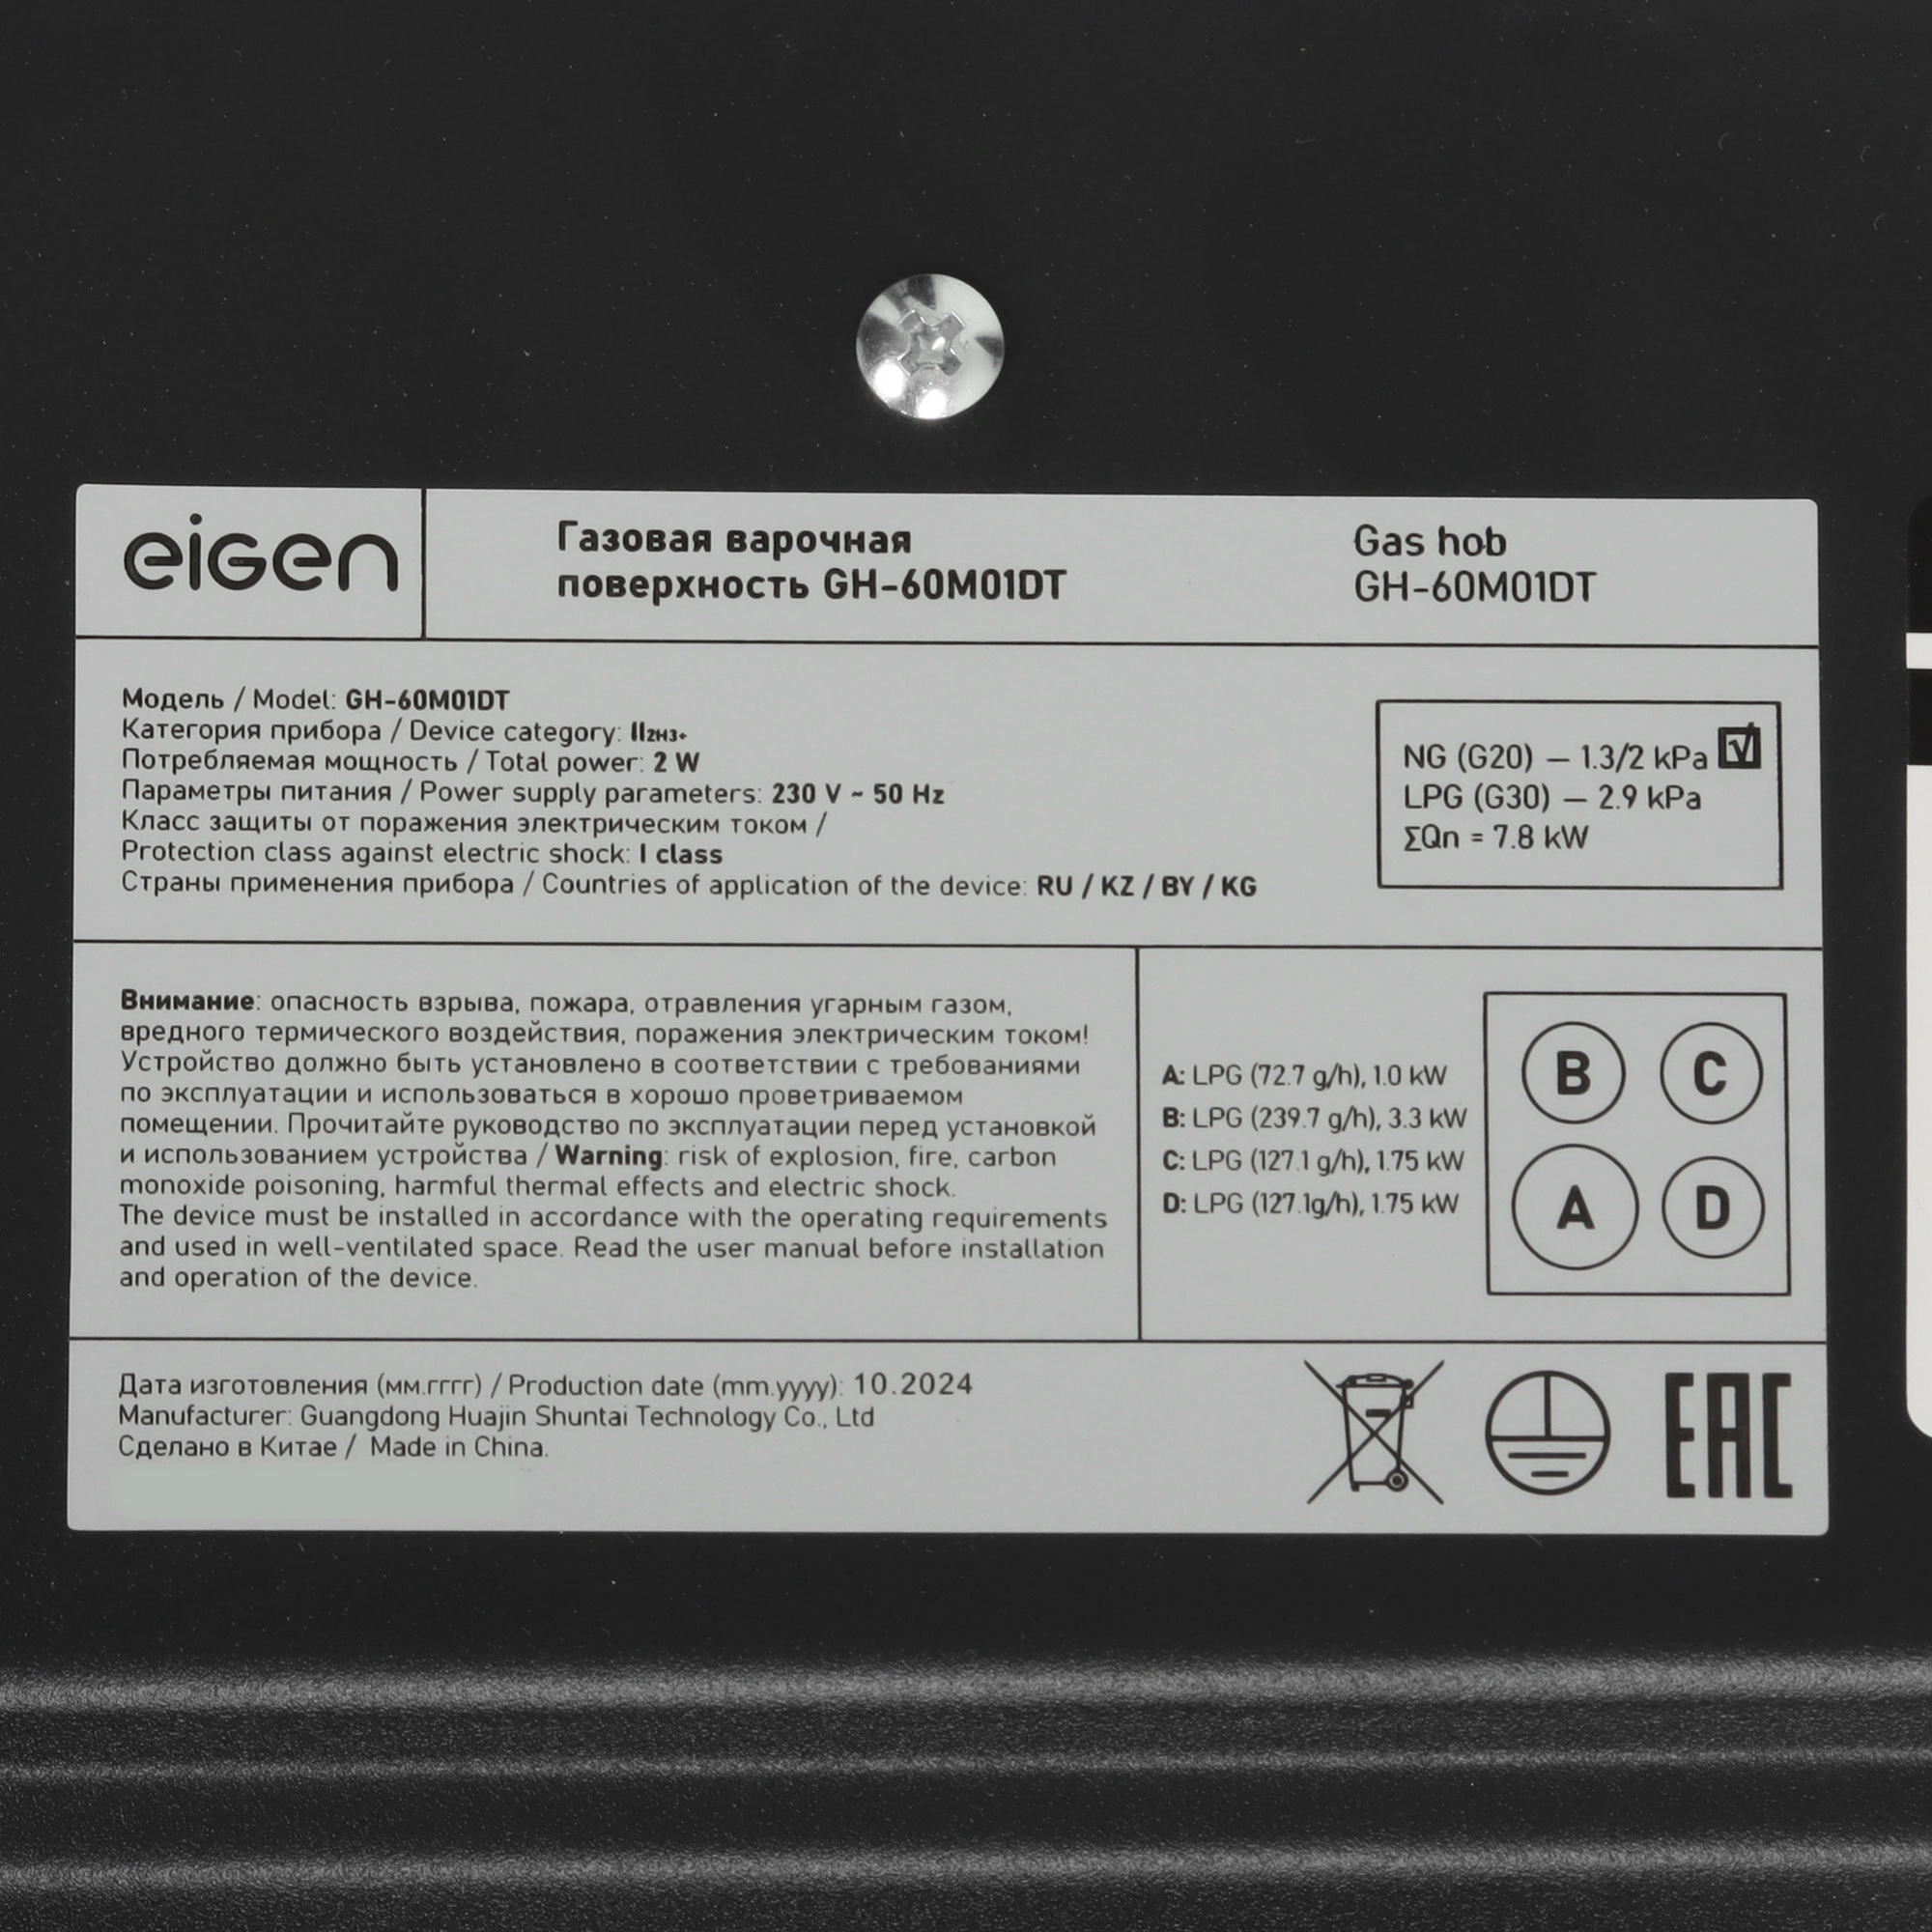 eigen
Газовая варочная
поверхность GH-60M01DT
Gas hob
GH-60M01DT
Модель / Model: GH-60M01DT
Категория прибора / Device category: II2H3+
Потребляемая мощность / Total power: 2 W
Параметры питания / Power supply parameters: 230 V ~ 50 Hz
Класс защиты от поражения электрическим током /
Protection class against electric shock: I class
Страны применения прибора / Countries of application of the device: RU / KZ / BY / KG
NG (G20) – 1.3/2 kPa
LPG (G30) – 2.9 kPa
∑Qn = 7.8 kW
Внимание: опасность взрыва, пожара, отравления угарным газом,
вредного термического воздействия, поражения электрическим током!
Устройство должно быть установлено в соответствии с требованиями
по эксплуатации и использоваться в хорошо проветриваемом
помещении. Прочитайте руководство по эксплуатации перед установкой
и использованием устройства / Warning: risk of explosion, fire, carbon
monoxide poisoning, harmful thermal effects and electric shock.
The device must be installed in accordance with the operating requirements
and used in well-ventilated space. Read the user manual before installation
and operation of the device.
A: LPG (72.7 g/h), 1.0 kW
B: LPG (239.7 g/h), 3.3 kW
C: LPG (127.1 g/h), 1.75 kW
D: LPG (127.1g/h), 1.75 kW
B C
A D
Дата изготовления (мм.гггг) / Production date (mm.yyyy): 10.2024
Manufacturer: Guangdong Huajin Shuntai Technology Co., Ltd
Сделано в Китае / Made in China.
EAC